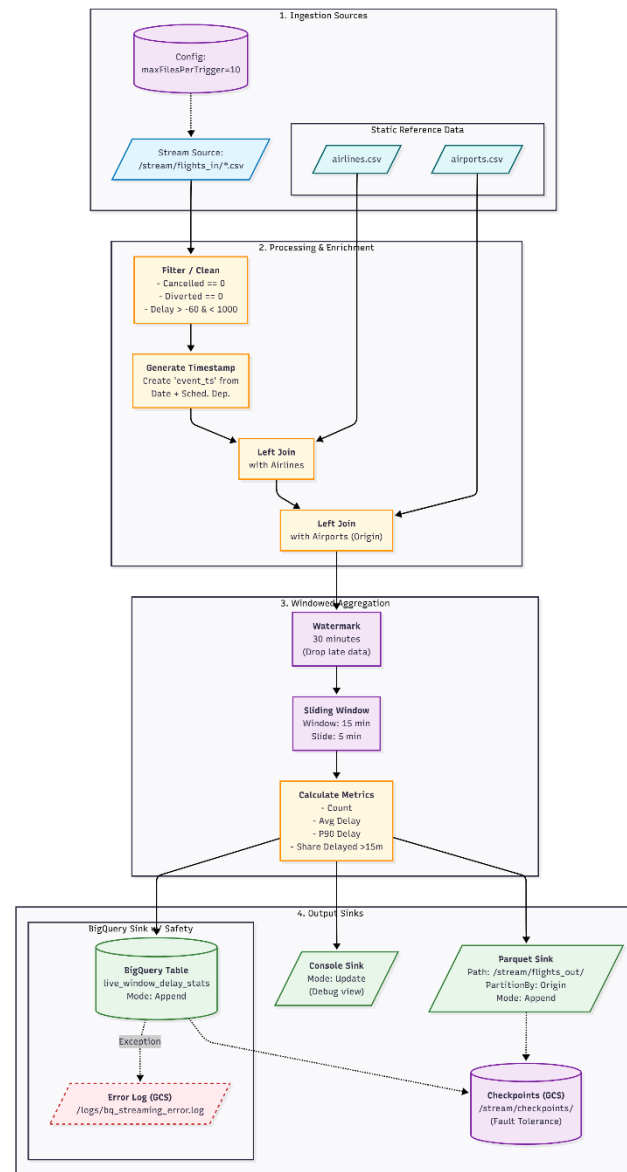 1. Ingestion Sources
Config:
maxFilesPerTrigger=10
Stream Source:
/stream/flights_in/*.csv
Static Reference Data
airlines.csv
airports.csv
2. Processing & Enrichment
Filter / Clean
- Cancelled == 0
- Diverted == 0
- Delay > -60 & < 1000
Generate Timestamp
Create 'event_ts' from
Date + Sched. Dep.
Left Join
with Airlines
Left Join
with Airports (Origin)
3. Windowed Aggregation
Watermark
30 minutes
(Drop late data)
Sliding Window
Window: 15 min
Slide: 5 min
Calculate Metrics
- Count
- Avg Delay
- P90 Delay
- Share Delayed >15m
4. Output Sinks
BigQuery Sink w/ Safety
BigQuery Table
live_window_delay_stats
Mode: Append
Console Sink
Mode: Update
(Debug view)
Parquet Sink
Path: /stream/flights_out/
PartitionBy: Origin
Mode: Append
Exception
Error Log (GCS)
/logs/bq_streaming_error.log
Checkpoints (GCS)
/stream/checkpoints/
(Fault Tolerance)